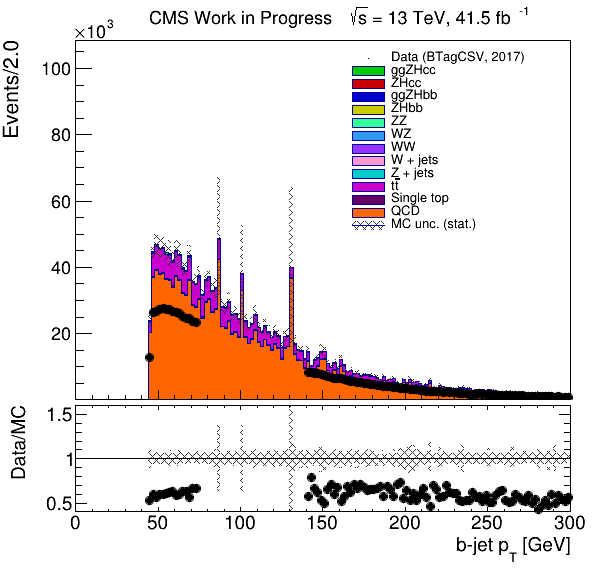 CMS Work in Progress √s = 13 TeV, 41.5 fb⁻¹
×10³
Events/2.0
100
80
60
40
20
Data (BTagCSV, 2017)
ggZHcc
ZHcc
ggZHbb
ZHbb
ZZ
WZ
WW
W + jets
Z + jets
tt̅
Single top
QCD
MC unc. (stat.)
Data/MC
1.5
1
0.5
0 50 100 150 200 250 300
b-jet p_T [GeV]